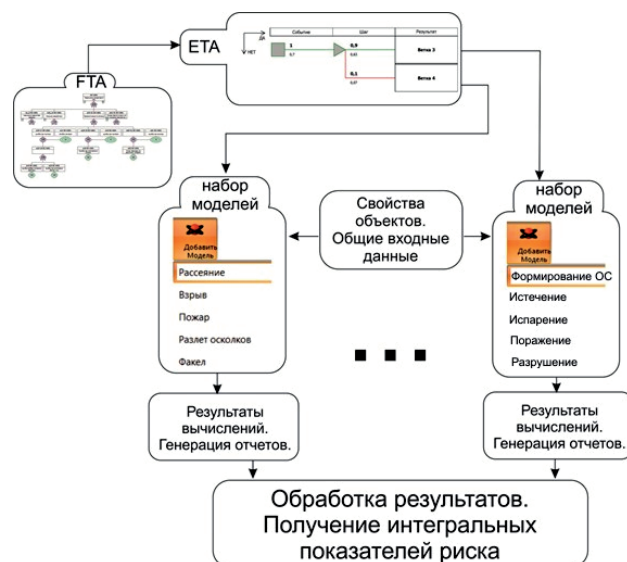 ETA
Событие Шаг Результат
ДА
НЕТ
1
0,7
0,9
0,63
Ветка 3
0,1
0,07
Ветка 4
FTA
набор
моделей
Добавить
Модель
Рассеяние
Взрыв
Пожар
Разлет осколков
Факел
Свойства
объектов.
Общие входные
данные
набор
моделей
Добавить
Модель
Формирование ОС
Истечение
Испарение
Поражение
Разрушение
Результаты
вычислений.
Генерация отчетов.
Результаты
вычислений.
Генерация отчетов.
Обработка результатов.
Получение интегральных
показателей риска